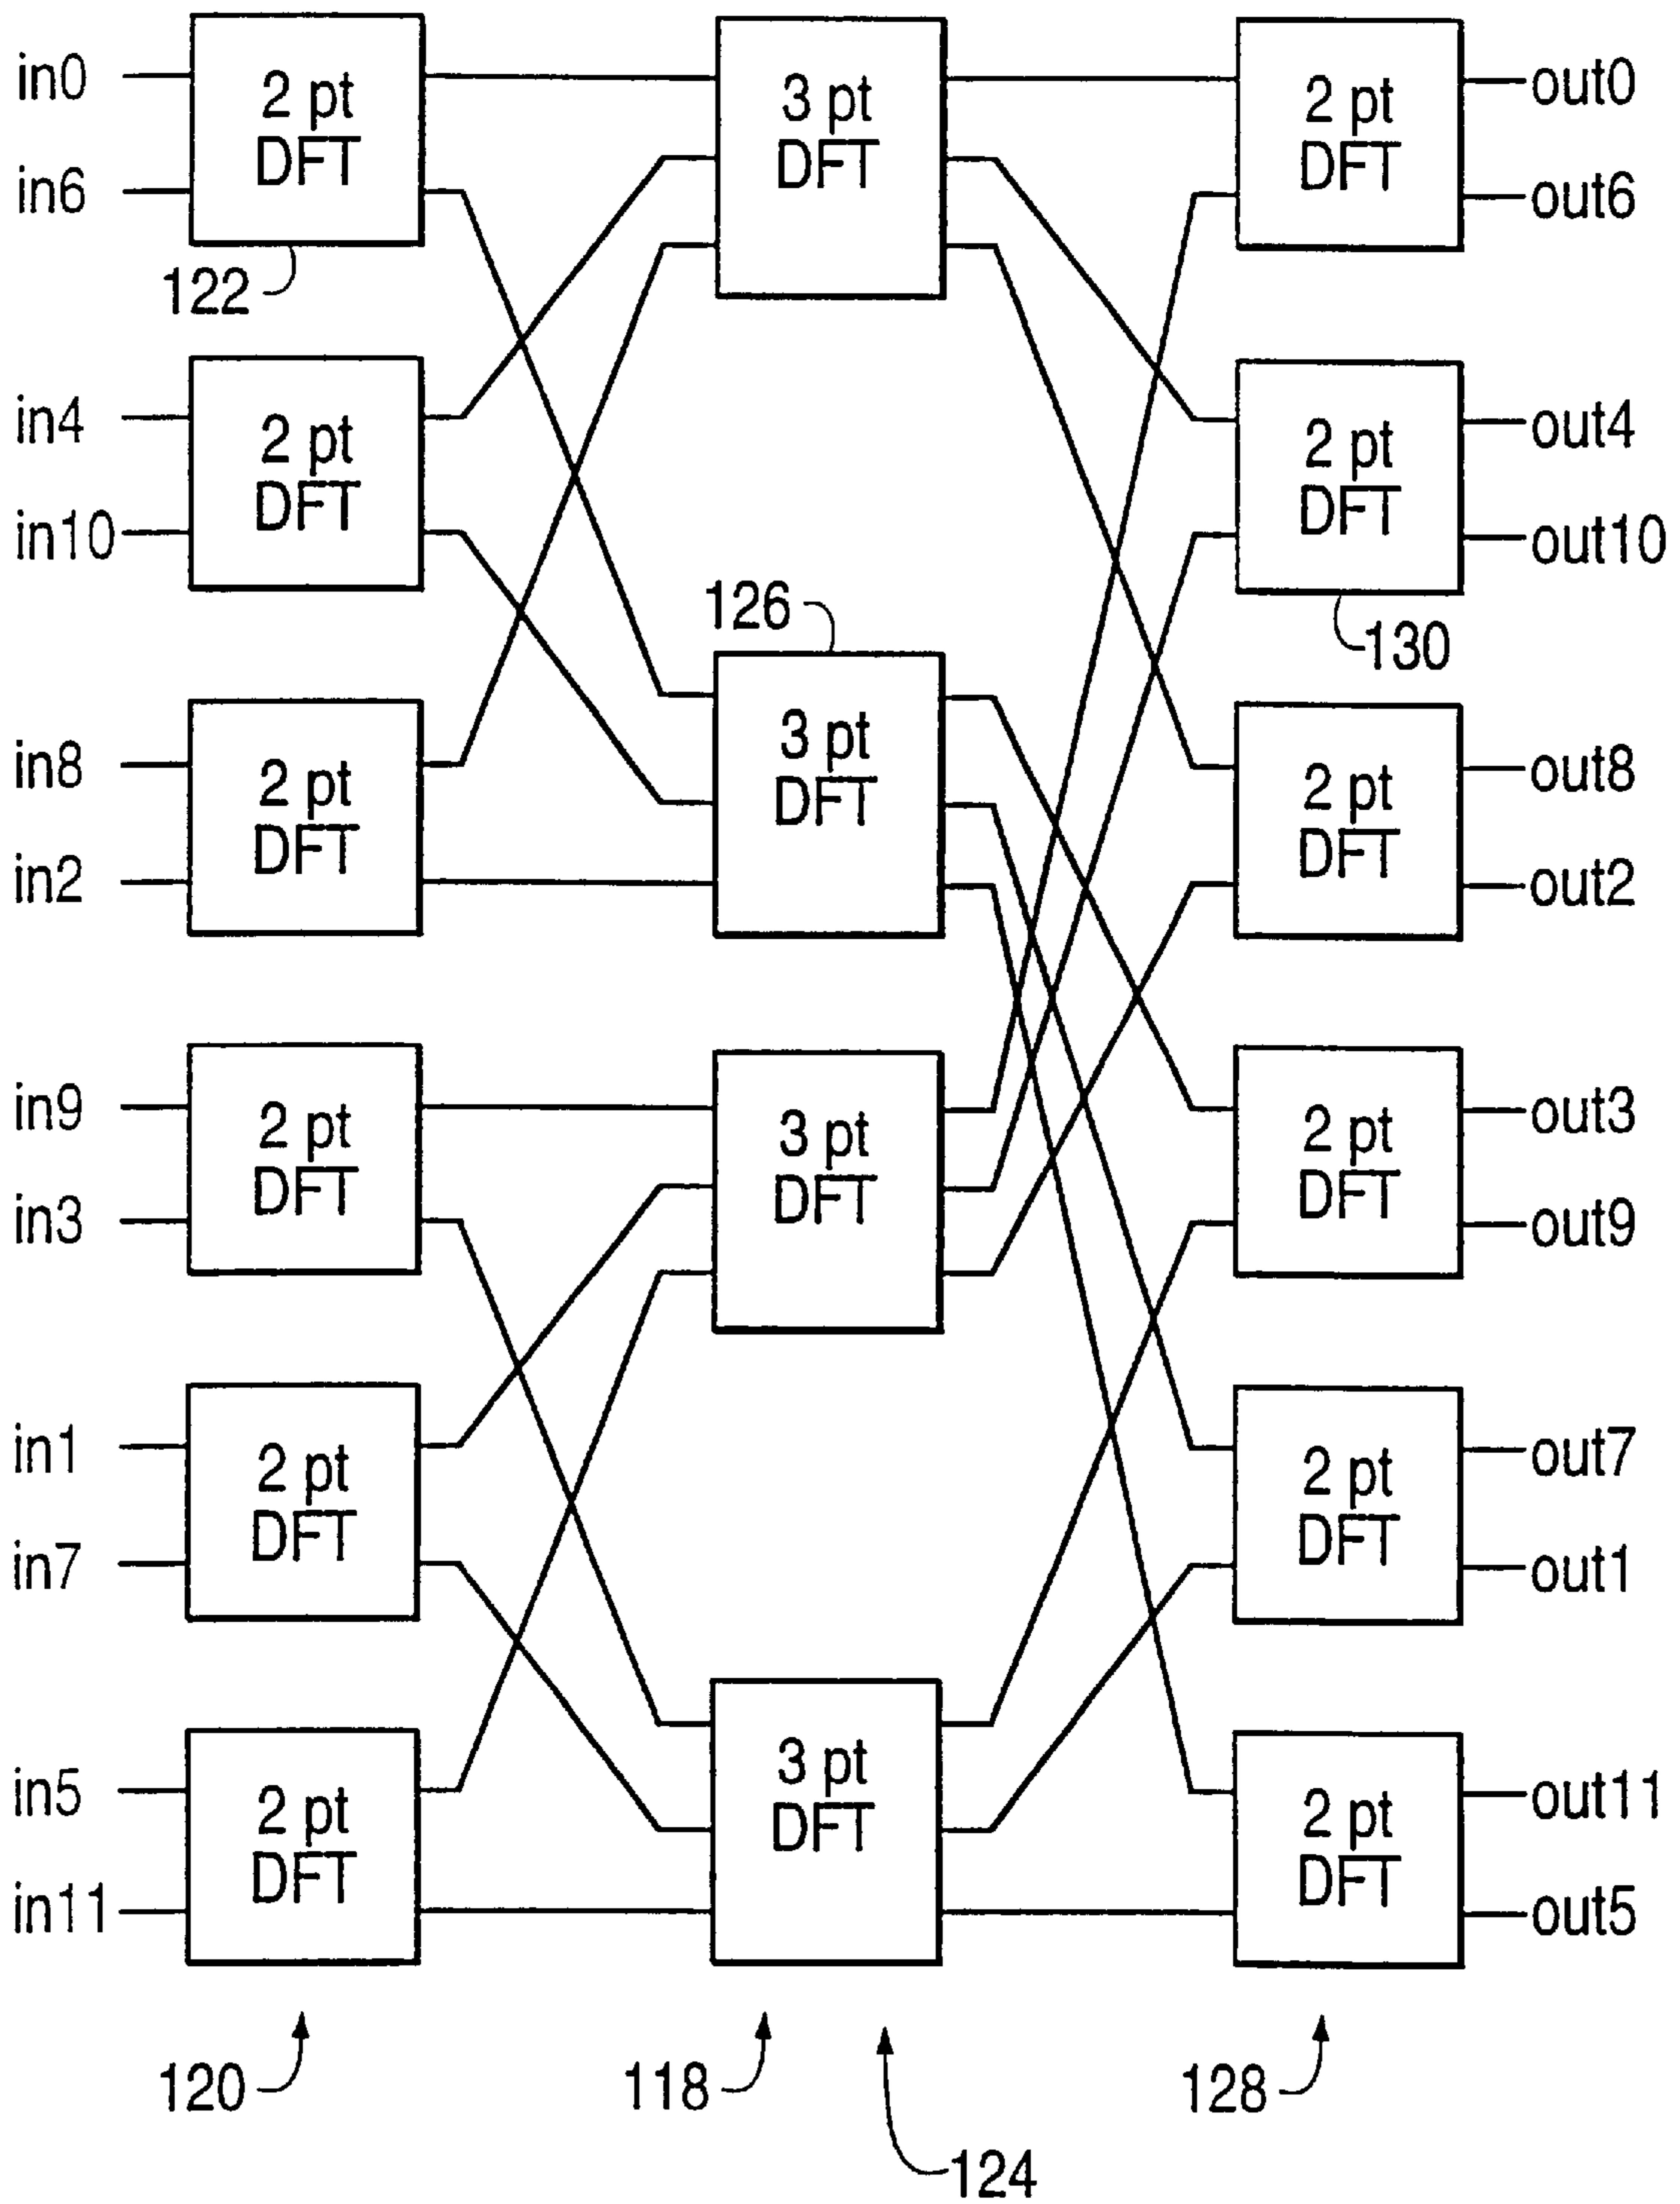 in0
in6
2 pt
DFT
122
3 pt
DFT
2 pt
DFT
out0
out6
in4
in10
2 pt
DFT
2 pt
DFT
out4
out10
130
in8
in2
2 pt
DFT
126
3 pt
DFT
2 pt
DFT
out8
out2
in9
in3
2 pt
DFT
3 pt
DFT
2 pt
DFT
out3
out9
in1
in7
2 pt
DFT
2 pt
DFT
out7
out1
in5
in11
2 pt
DFT
3 pt
DFT
2 pt
DFT
out11
out5
120
118
128
124